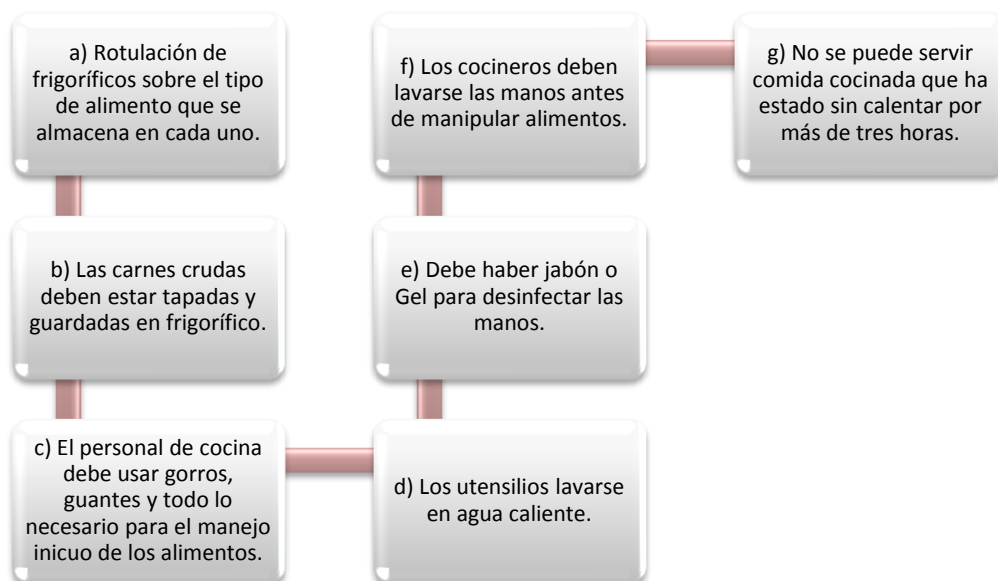 a) Rotulación de
frigoríficos sobre el tipo
de alimento que se
almacena en cada uno.
b) Las carnes crudas
deben estar tapadas y
guardadas en frigorífico.
c) El personal de cocina
debe usar gorros,
guantes y todo lo
necesario para el manejo
inicuo de los alimentos.
d) Los utensilios lavarse
en agua caliente.
e) Debe haber jabón o
Gel para desinfectar las
manos.
f) Los cocineros deben
lavarse las manos antes
de manipular alimentos.
g) No se puede servir
comida cocinada que ha
estado sin calentar por
más de tres horas.